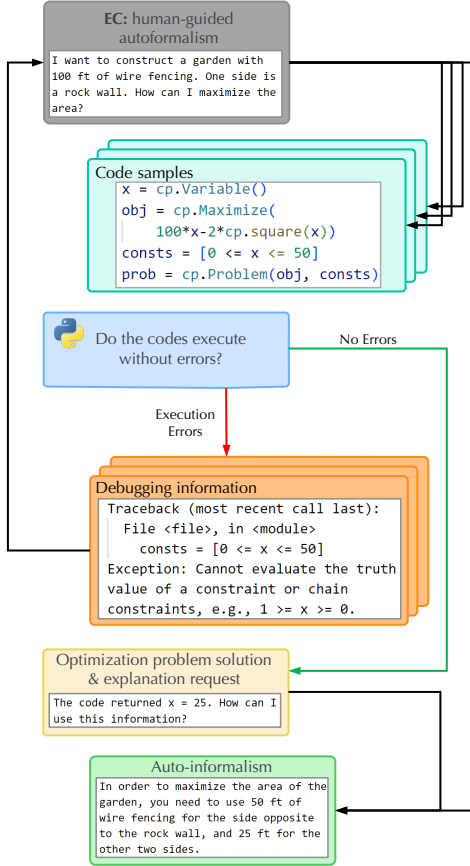 EC: human-guided
autoformalism
I want to construct a garden with
100 ft of wire fencing. One side is
a rock wall. How can I maximize the
area?
Code samples
x = cp.Variable()
obj = cp.Maximize(
100*x-2*cp.square(x))
consts = [0 <= x <= 50]
prob = cp.Problem(obj, consts)
Do the codes execute
without errors?
No Errors
Execution
Errors
Debugging information
Traceback (most recent call last):
File <file>, in <module>
consts = [0 <= x <= 50]
Exception: Cannot evaluate the truth
value of a constraint or chain
constraints, e.g., 1 >= x >= 0.
Optimization problem solution
& explanation request
The code returned x = 25. How can I
use this information?
Auto-informalism
In order to maximize the area of the
garden, you need to use 50 ft of
wire fencing for the side opposite
to the rock wall, and 25 ft for the
other two sides.